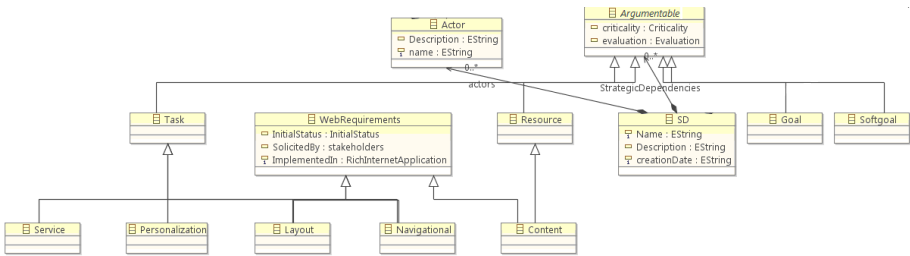 Actor
Description : EString
name : EString
Argumentable
criticality : Criticality
evaluation : Evaluation
0..*
0..*
actors
StrategicDependencies
Task
WebRequirements
InitialStatus : InitialStatus
SolicitedBy : stakeholders
ImplementedIn : RichInternetApplication
Resource
SD
Name : EString
Description : EString
creationDate : EString
Goal
Softgoal
Service
Personalization
Layout
Navigational
Content